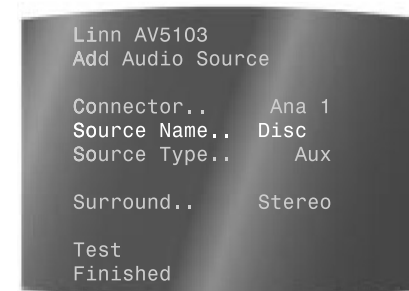 Linn AV5103
Add Audio Source
Connector.. Ana 1
Source Name.. Disc
Source Type.. Aux
Surround.. Stereo
Test
Finished